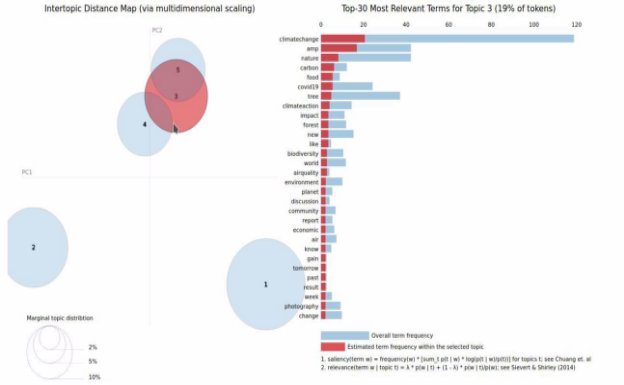 Intertopic Distance Map (via multidimensional scaling)
PC2
5
3
4
PC1
2
1
Marginal topic distribtion
2%
5%
10%
Top-30 Most Relevant Terms for Topic 3 (19% of tokens)
0 20 40 60 80 100 120
climatechange
amp
nature
carbon
food
covid19
tree
climateaction
impact
forest
new
like
biodiversity
world
airquality
environment
planet
discussion
community
report
economic
air
know
gain
tomorrow
past
result
week
photography
change
Overall term frequency
Estimated term frequency within the selected topic
1. saliency(term w) = frequency(w) * [sum_t p(t | w) * log(p(t | w)/p(t))] for topics t; see Chuang et. al
2. relevance(term w | topic t) = λ * p(w | t) + (1 - λ) * p(w | t)/p(w); see Sievert & Shirley (2014)